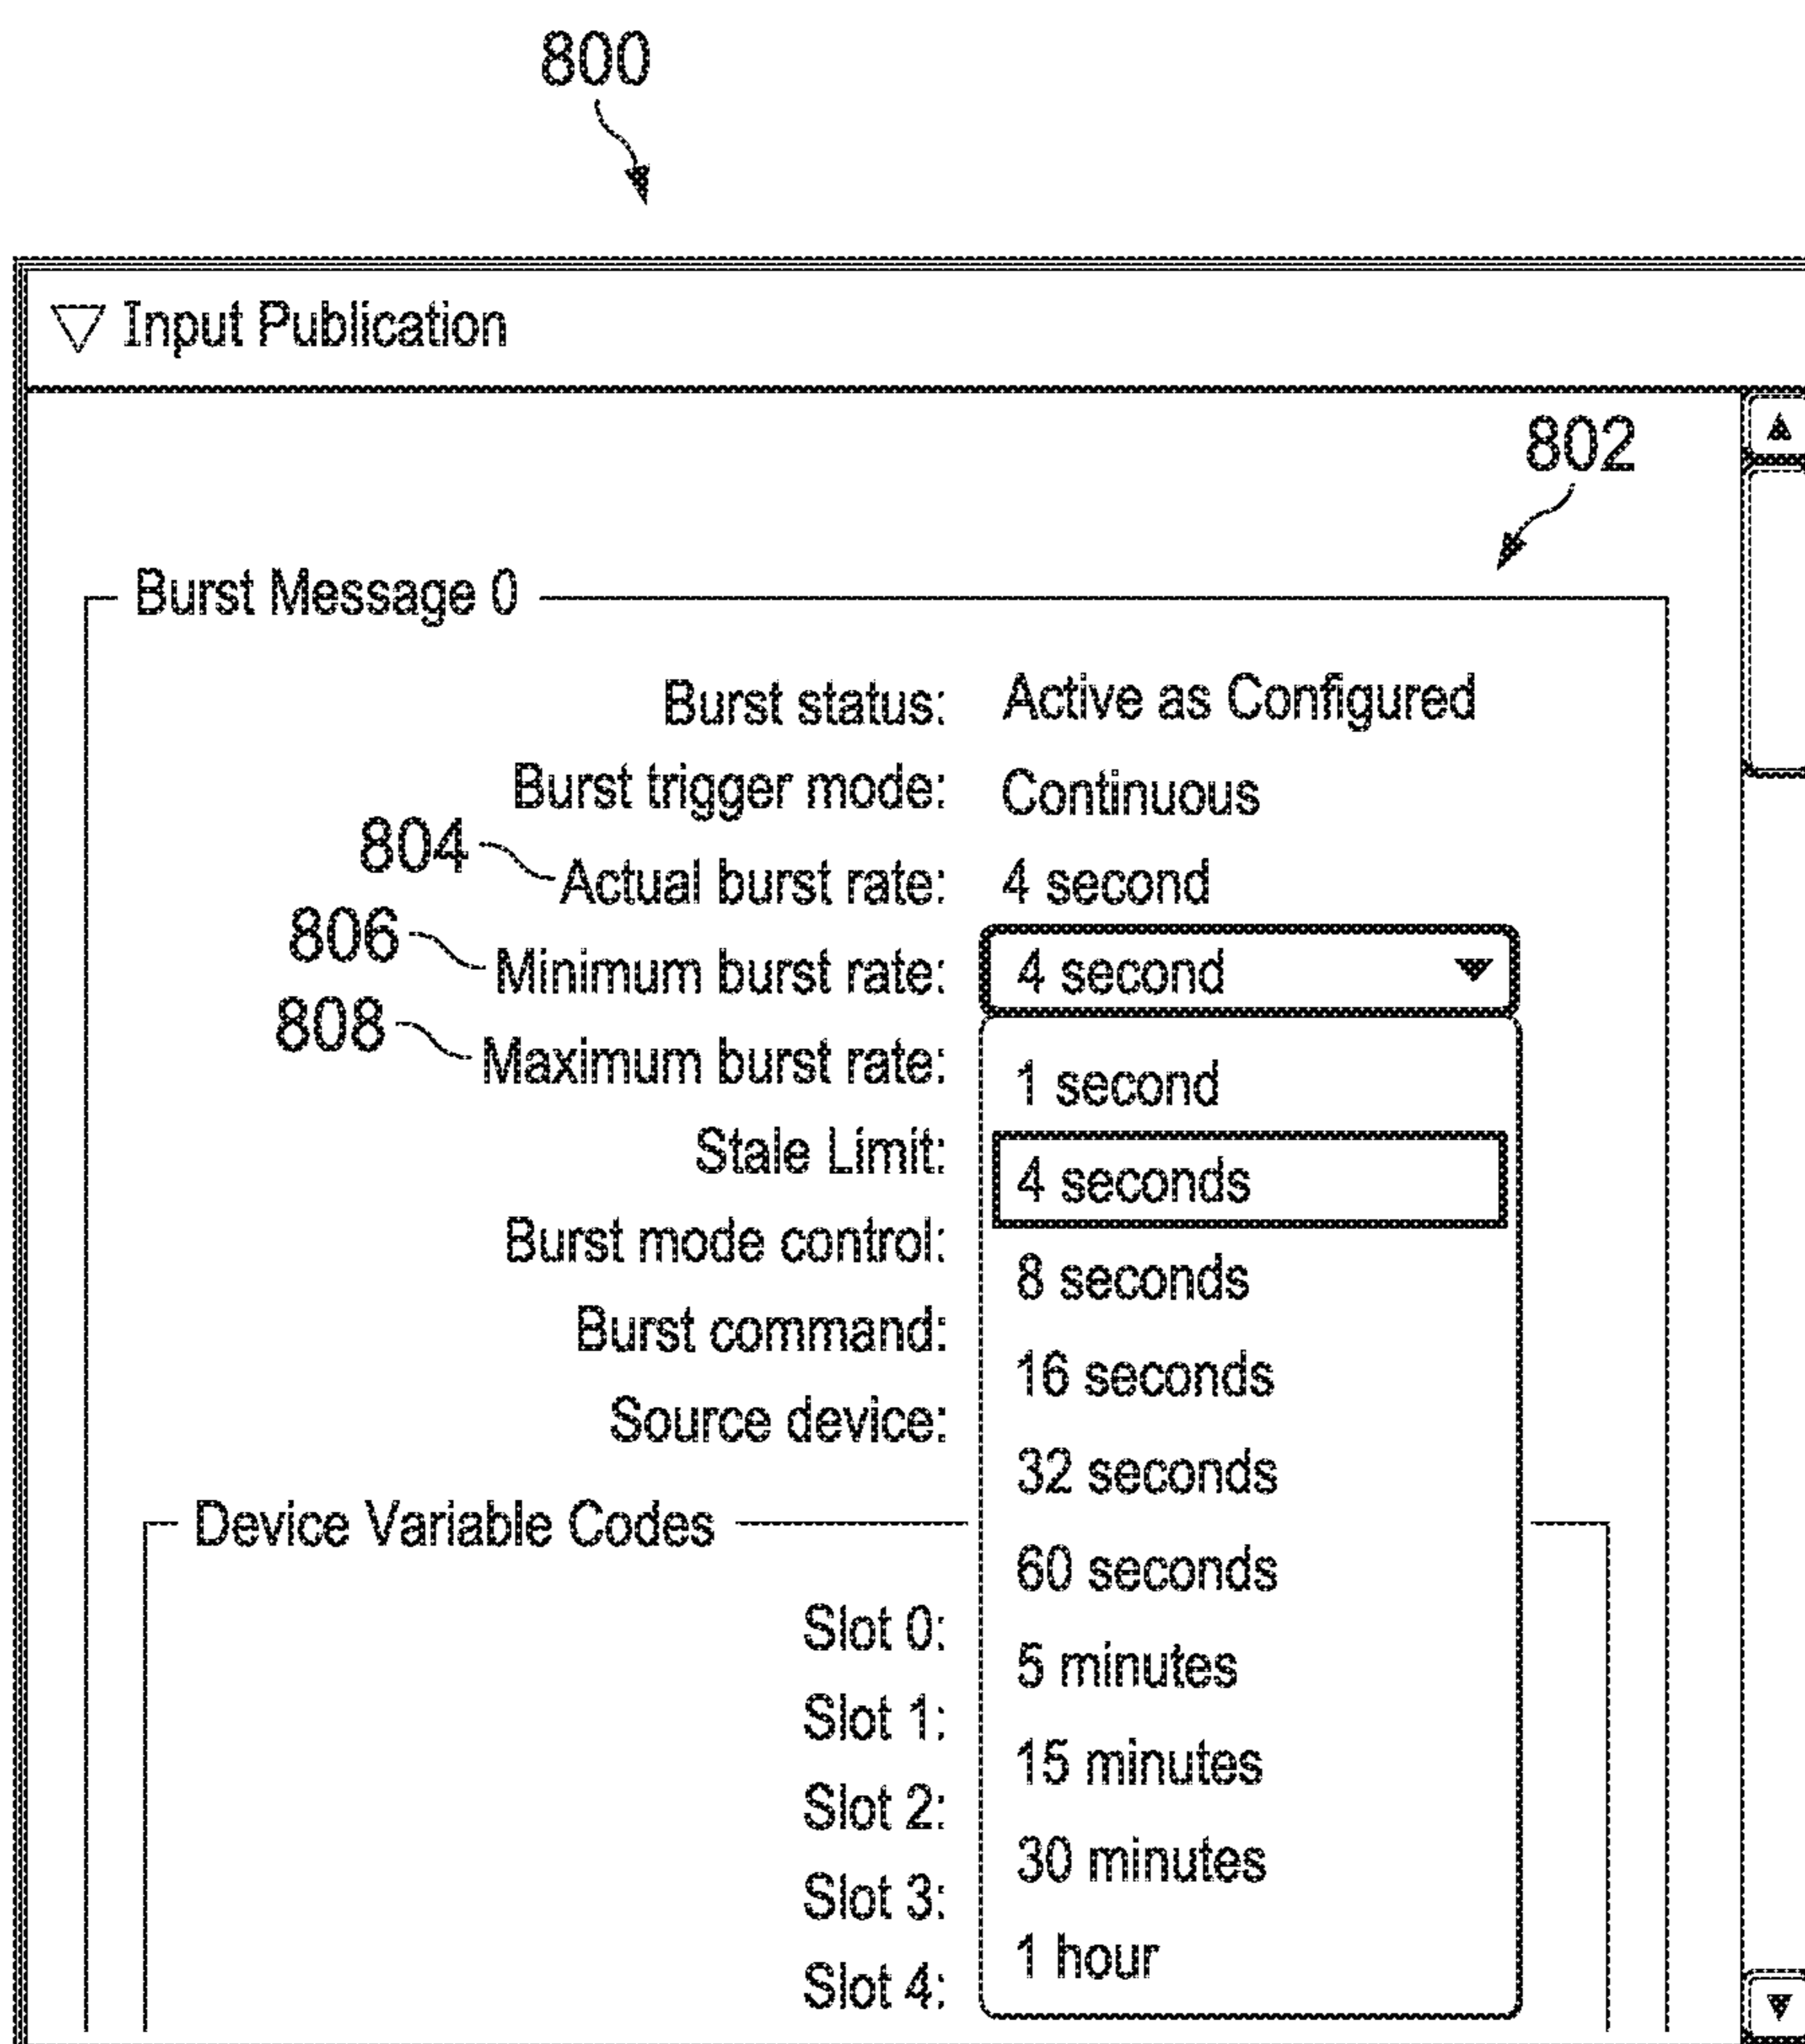 800
Input Publication
802
Burst Message 0
Burst status: Active as Configured
Burst trigger mode: Continuous
804 Actual burst rate: 4 second
806 Minimum burst rate: 4 second
808 Maximum burst rate:
1 second
Stale Limit:
4 seconds
Burst mode control:
8 seconds
Burst command:
16 seconds
Source device:
32 seconds
Device Variable Codes
60 seconds
Slot 0:
5 minutes
Slot 1:
15 minutes
Slot 2:
30 minutes
Slot 3:
1 hour
Slot 4: